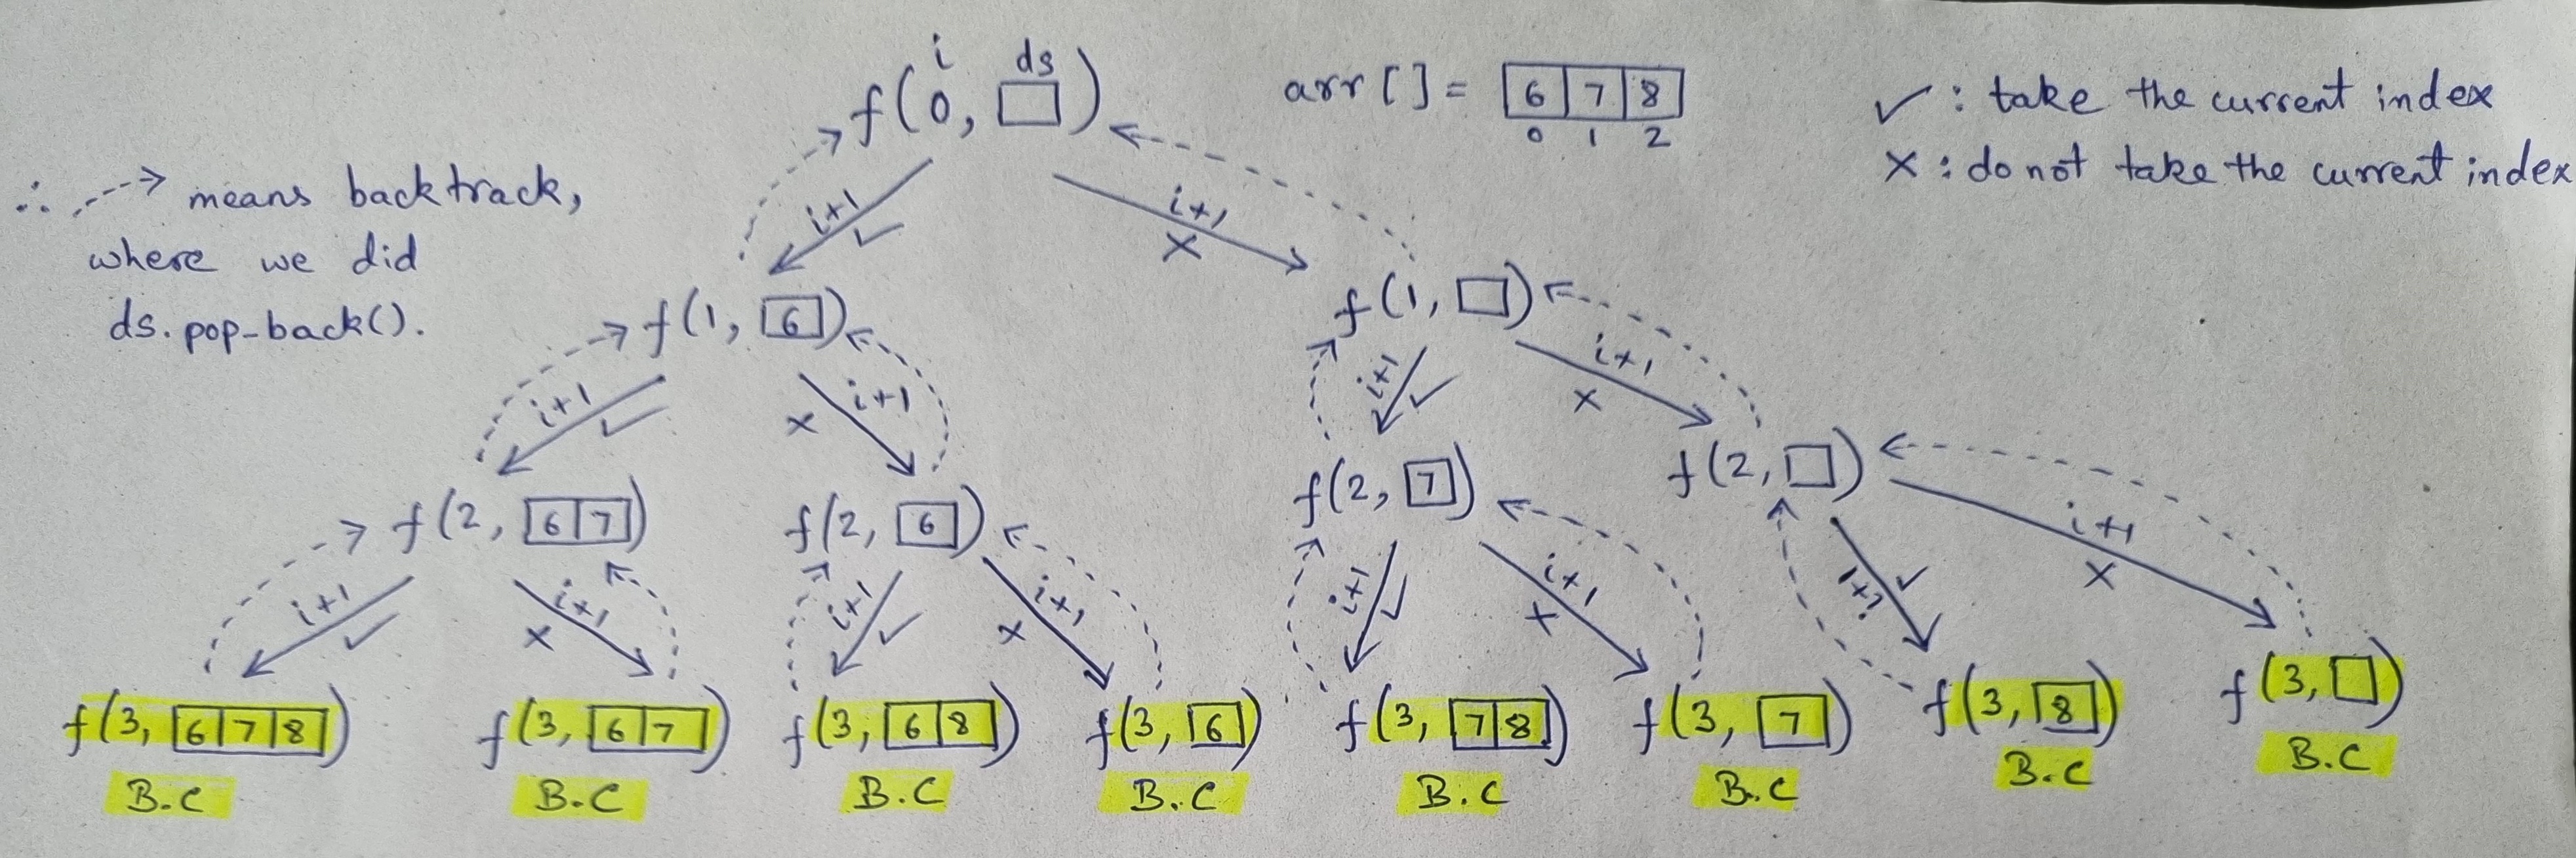 i ds
f(0, )
arr[] = 6 7 8
0 1 2
✓ : take the current index
x : do not take the current index
∴ ---> means backtrack,
where we did
ds.pop-back().
i+1 ✓
i+1 x
f(1, 6)
f(1, )
i+1 ✓
i+1 x
i+1 ✓
i+1 x
f(2, 6 7)
f(2, 6)
f(2, 7)
f(2, )
i+1 ✓
i+1 x
i+1 ✓
i+1 x
i+1 ✓
i+1 x
✓
i+1 x
f(3, 6 7 8)
f(3, 6 7)
f(3, 6 8)
f(3, 6)
f(3, 7 8)
f(3, 7)
f(3, 8)
f(3, )
B.C
B.C
B.C
B.C
B.C
B.C
B.C
B.C